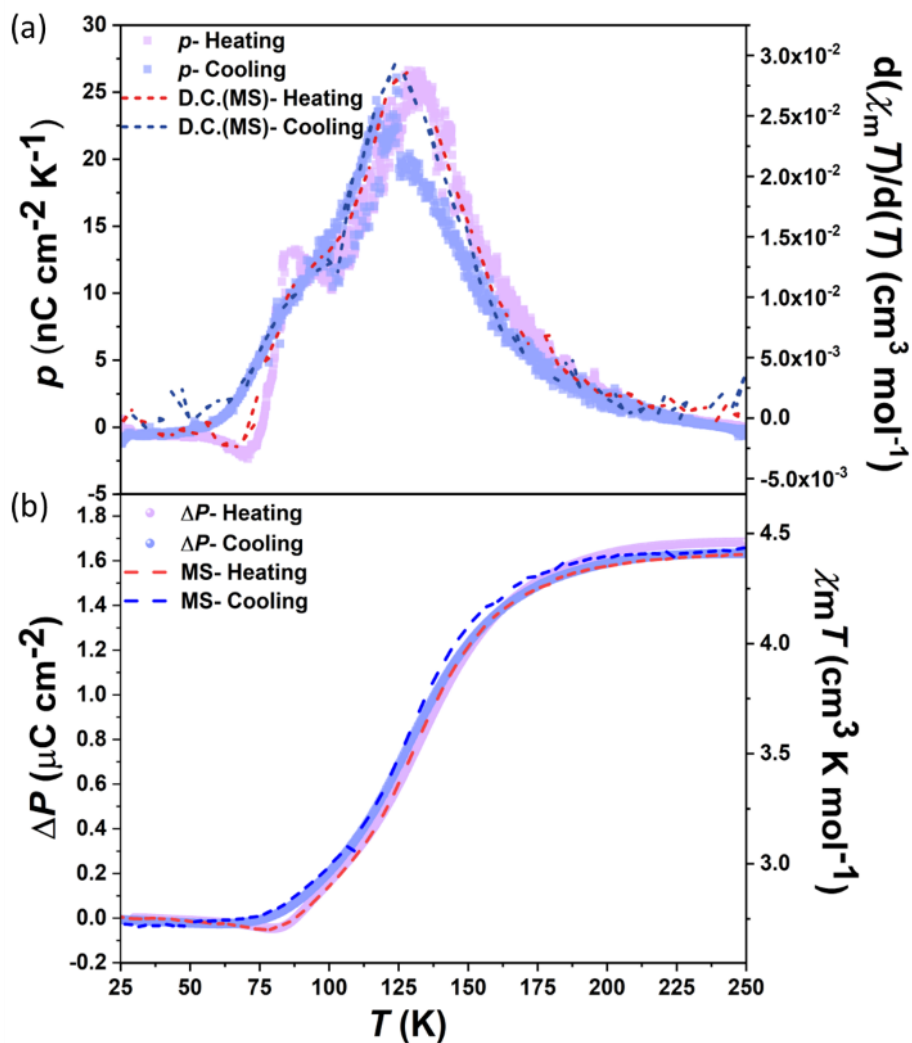 (a)
30
25
20
15
10
5
0
-5
p (nC cm⁻² K⁻¹)
p- Heating
p- Cooling
D.C.(MS)- Heating
D.C.(MS)- Cooling
3.0x10⁻²
2.5x10⁻²
2.0x10⁻²
1.5x10⁻²
1.0x10⁻²
5.0x10⁻³
0.0
-5.0x10⁻³
d(χₘT)/d(T) (cm³ mol⁻¹)
(b)
1.8
1.6
1.4
1.2
1.0
0.8
0.6
0.4
0.2
0.0
-0.2
ΔP (μC cm⁻²)
ΔP- Heating
ΔP- Cooling
MS- Heating
MS- Cooling
4.5
4.0
3.5
3.0
χmT (cm³ K mol⁻¹)
25 50 75 100 125 150 175 200 225 250
T (K)